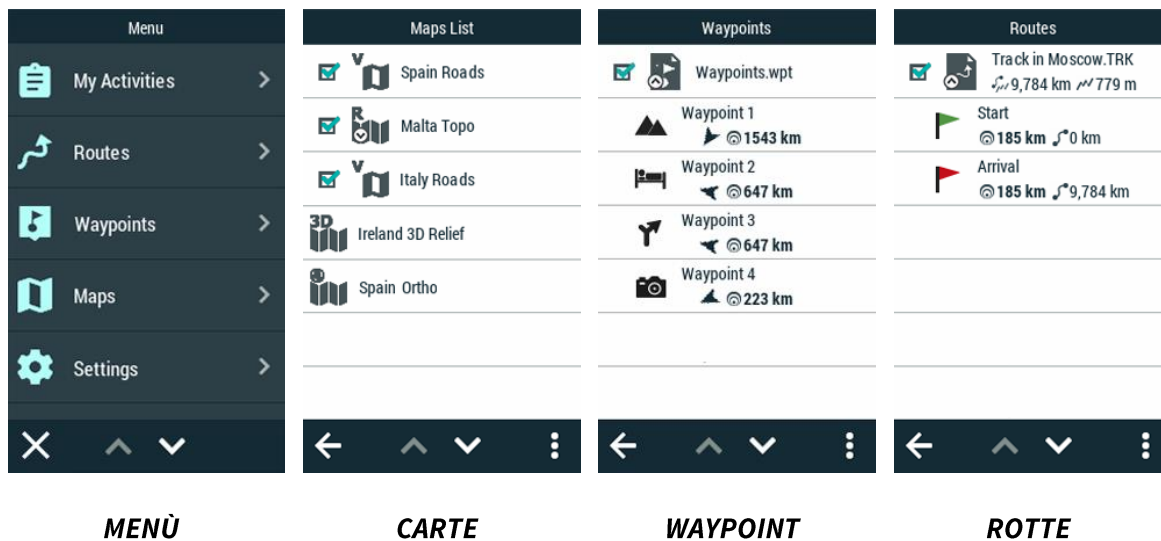 Menu
My Activities
Routes
Waypoints
Maps
Settings
Maps List
V
Spain Roads
R
Malta Topo
V
Italy Roads
3D
Ireland 3D Relief
Spain Ortho
Waypoints
Waypoints.wpt
Waypoint 1
1543 km
Waypoint 2
647 km
Waypoint 3
647 km
Waypoint 4
223 km
Routes
Track in Moscow.TRK
9,784 km 779 m
Start
185 km 0 km
Arrival
185 km 9,784 km
MENÙ
CARTE
WAYPOINT
ROTTE